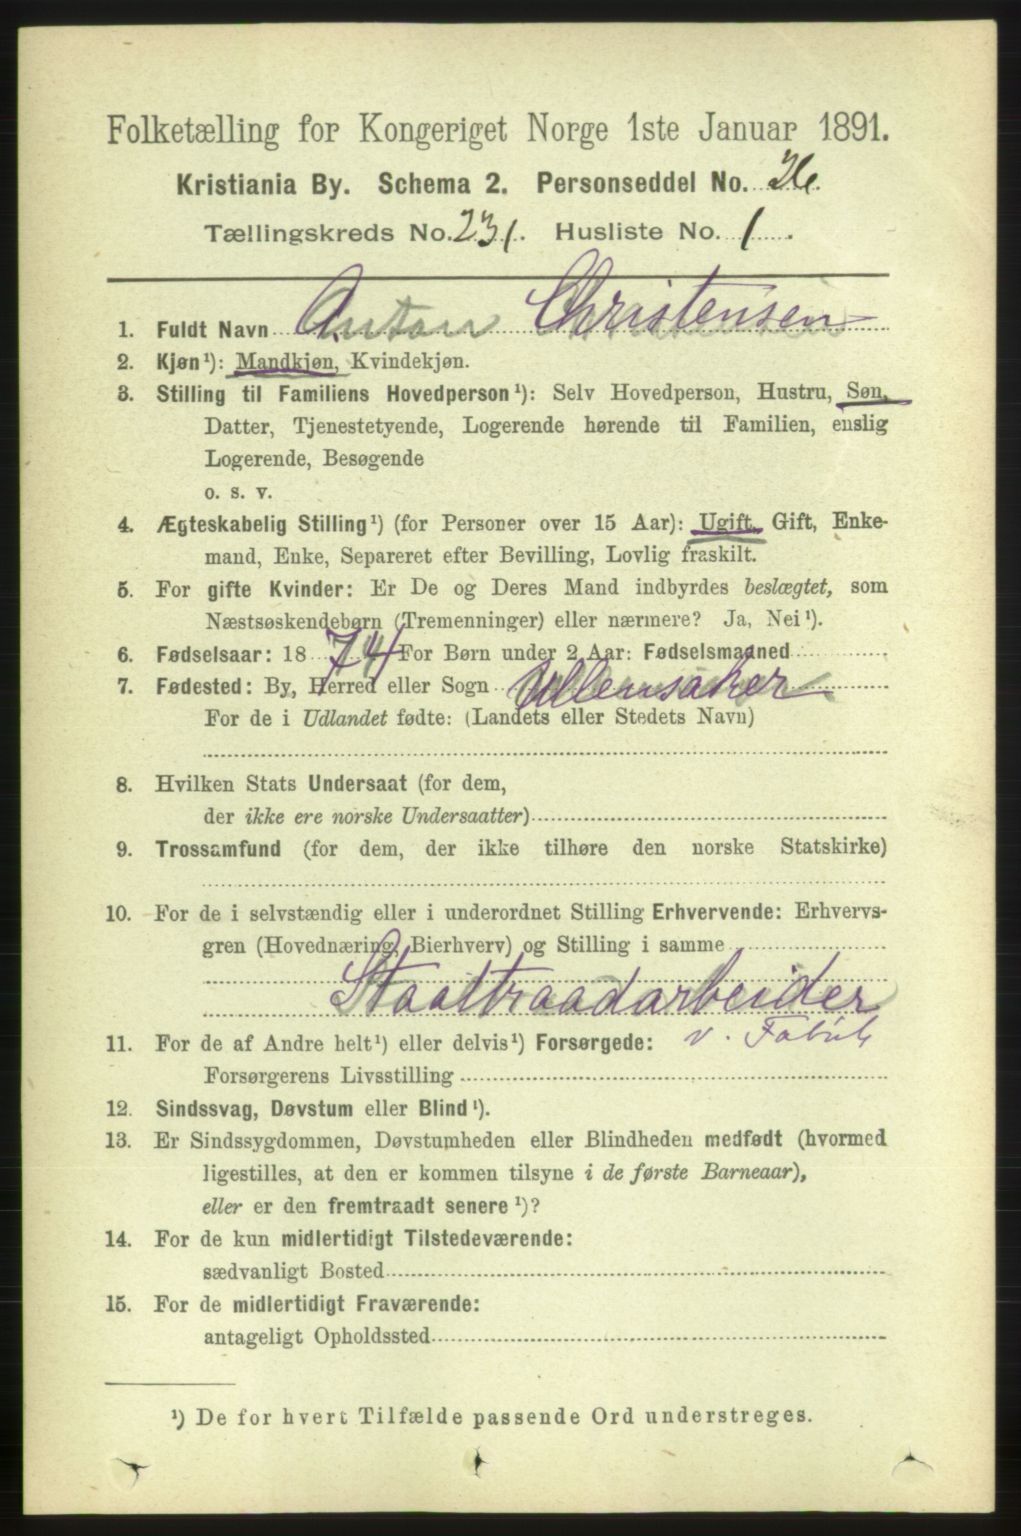 Folketælling for Kongeriget Norge 1ste Januar 1891.
Kristiania By. Schema 2. Personseddel No. 26.
Tællingskreds No. 231. Husliste No. 1.
1. Fuldt Navn Anton Christensen
2. Kjøn¹): Mandkjøn, Kvindekjøn.
3. Stilling til Familiens Hovedperson¹): Selv Hovedperson, Hustru, Søn,
Datter, Tjenestetyende, Logerende hørende til Familien, enslig
Logerende, Besøgende
o. s. v.
4. Ægteskabelig Stilling¹) (for Personer over 15 Aar): Ugift, Gift, Enke-
mand, Enke, Separeret efter Bevilling, Lovlig fraskilt.
5. For gifte Kvinder: Er De og Deres Mand indbyrdes beslægtet, som
Næstsøskendebørn (Tremenninger) eller nærmere? Ja, Nei¹).
6. Fødselsaar: 1874 For Børn under 2 Aar: Fødselsmaaned
7. Fødested: By, Herred eller Sogn Ullensaker
For de i Udlandet fødte: (Landets eller Stedets Navn)
8. Hvilken Stats Undersaat (for dem,
der ikke ere norske Undersaatter)
9. Trossamfund (for dem, der ikke tilhøre den norske Statskirke)
10. For de i selvstændig eller i underordnet Stilling Erhvervende: Erhvervs-
gren (Hovednæring, Bierhverv) og Stilling i samme
Staaltraadarbeider
v. Fabrik
11. For de af Andre helt¹) eller delvis¹) Forsørgede:
Forsørgerens Livsstilling
12. Sindssvag, Døvstum eller Blind¹).
13. Er Sindssygdommen, Døvstumheden eller Blindheden medfødt (hvormed
ligestilles, at den er kommen tilsyne i de første Barneaar),
eller er den fremtraadt senere¹)?
14. For de kun midlertidigt Tilstedeværende:
sædvanligt Bosted
15. For de midlertidigt Fraværende:
antageligt Opholdssted
¹) De for hvert Tilfælde passende Ord understreges.